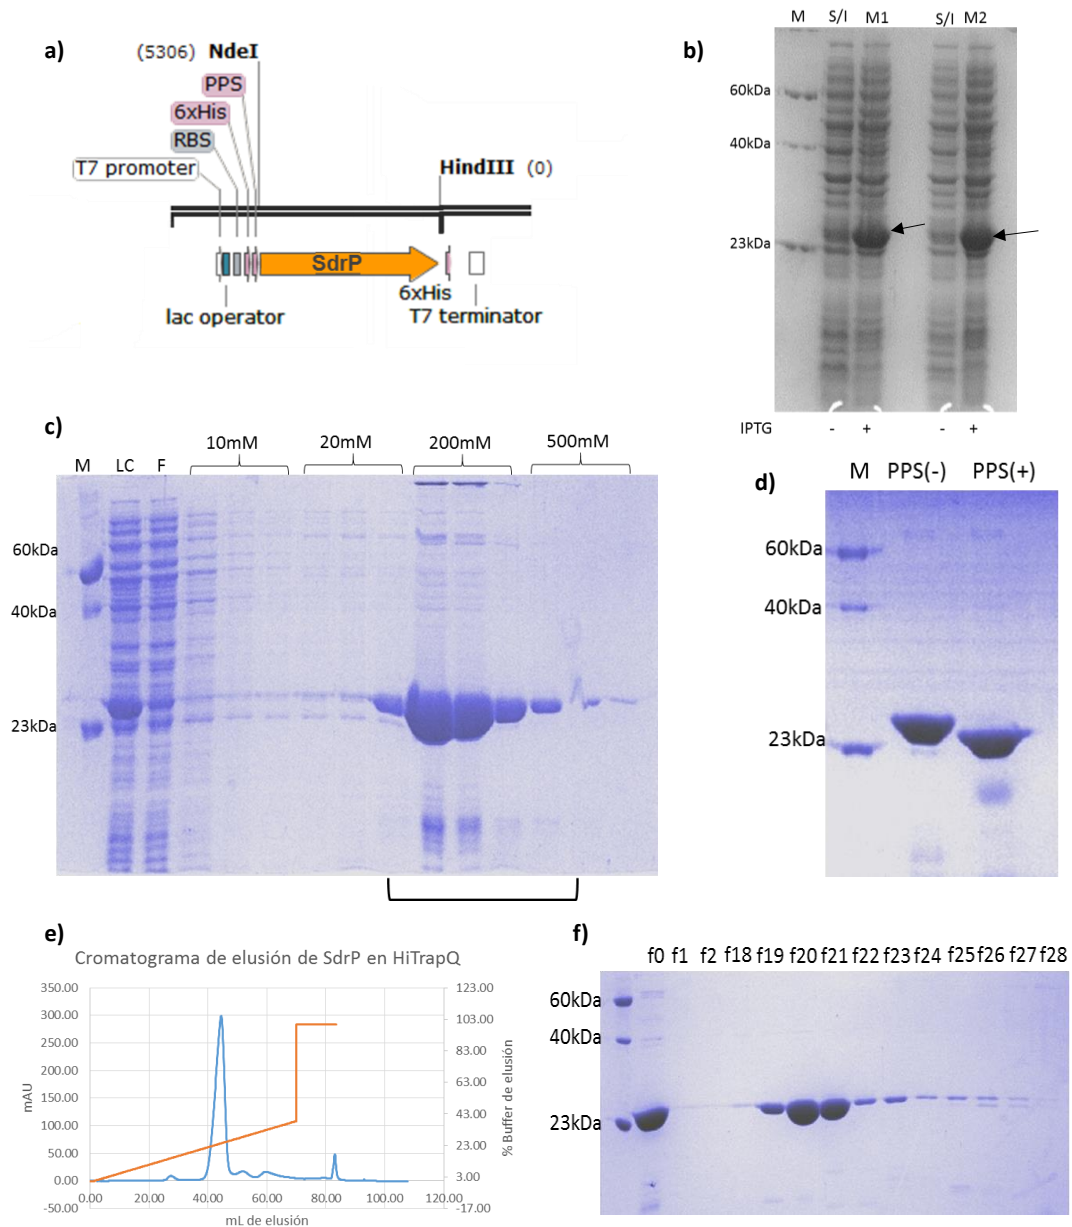 a)
(5306) NdeI
PPS
6xHis
RBS
T7 promoter
HindIII (0)
SdrP
6xHis
lac operator
T7 terminator
b)
M S/I M1 S/I M2
60kDa
40kDa
23kDa
IPTG - + - +
c)
10mM 20mM 200mM 500mM
M LC F
60kDa
40kDa
23kDa
d)
M PPS(-) PPS(+)
60kDa
40kDa
23kDa
e)
Cromatograma de elusión de SdrP en HiTrapQ
350.00
300.00
250.00
200.00
150.00
100.00
50.00
0.00
-50.00
mAU
123.00
103.00
83.00
63.00
43.00
23.00
3.00
-17.00
% Buffer de elusión
0.00 20.00 40.00 60.00 80.00 100.00 120.00
mL de elusión
f)
f0 f1 f2 f18 f19 f20 f21 f22 f23 f24 f25 f26 f27 f28
60kDa
40kDa
23kDa